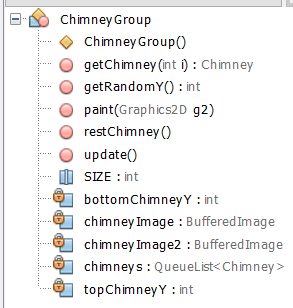 ChimneyGroup
ChimneyGroup()
getChimney(int i) : Chimney
getRandomY() : int
paint(Graphics2D g2)
restChimney()
update()
SIZE : int
bottomChimneyY : int
chimneyImage : BufferedImage
chimneyImage2 : BufferedImage
chimneys : QueueList<Chimney>
topChimneyY : int